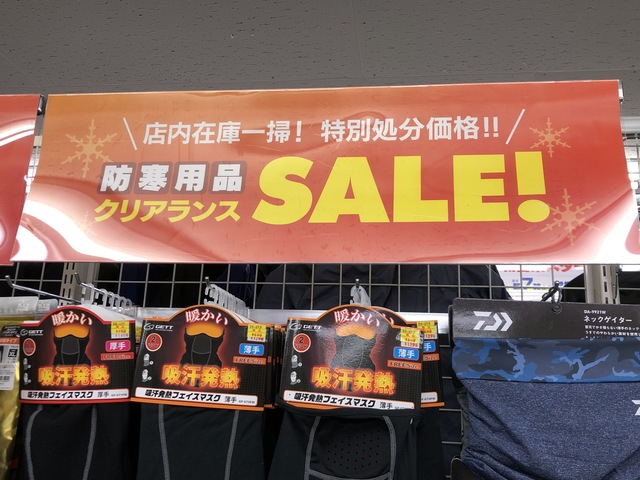 店内在庫一掃! 特別処分価格!!
防寒用品
クリアランス
SALE!
暖かい
GETT
厚手
吸汗発熱
吸汗発熱フェイスマスク 厚手
暖かい
GETT
薄手
吸汗発熱
吸汗発熱フェイスマスク 薄手
暖かい
GETT
薄手
吸汗発熱
吸汗発熱フェイスマスク 薄手
ネックゲイター